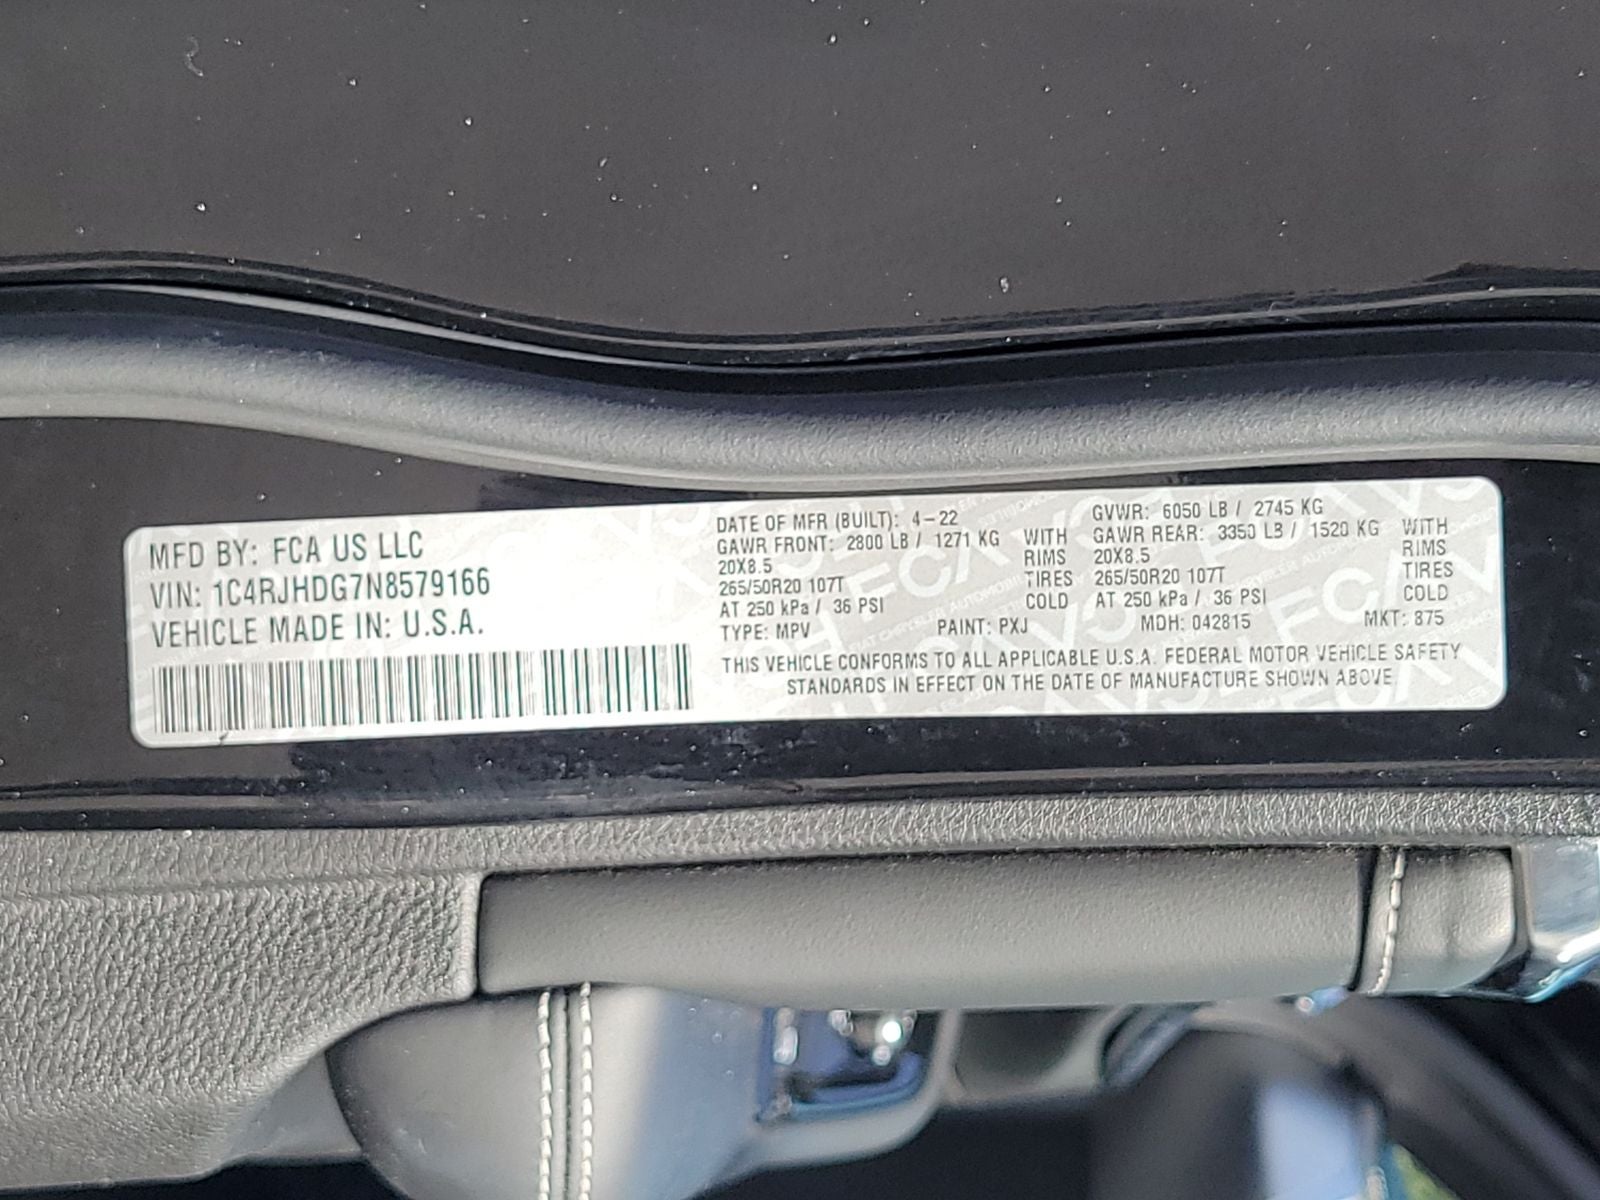 MFD BY: FCA US LLC
VIN: 1C4RJHDG7N8579166
VEHICLE MADE IN: U.S.A.
DATE OF MFR (BUILT): 4-22
GAWR FRONT: 2800 LB / 1271 KG WITH
20X8.5 RIMS
265/50R20 107T TIRES
AT 250 kPa / 36 PSI COLD
GVWR: 6050 LB / 2745 KG
GAWR REAR: 3350 LB / 1520 KG WITH
20X8.5 RIMS
265/50R20 107T TIRES
AT 250 kPa / 36 PSI COLD
TYPE: MPV PAINT: PXJ MDH: 042815 MKT: 875
THIS VEHICLE CONFORMS TO ALL APPLICABLE U.S.A. FEDERAL MOTOR VEHICLE SAFETY
STANDARDS IN EFFECT ON THE DATE OF MANUFACTURE SHOWN ABOVE.